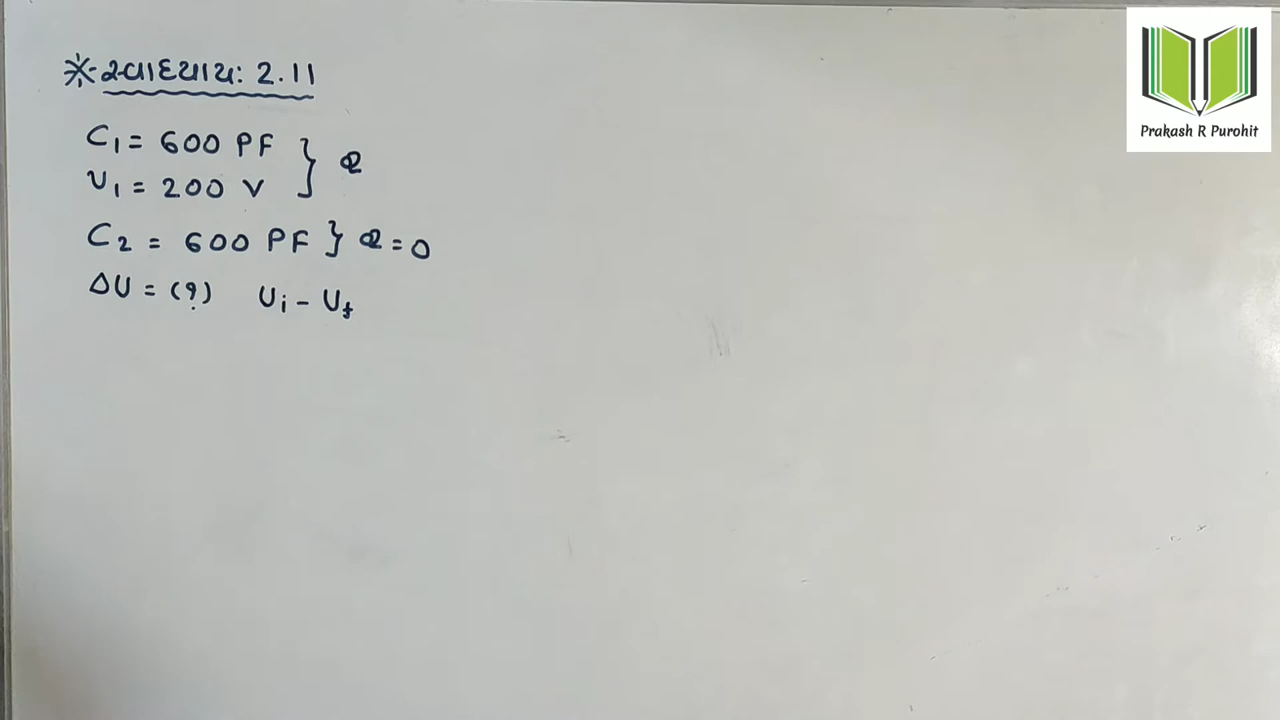 ※ સ્વાધ્યાય: 2.11
C₁ = 600 PF } Q
V₁ = 200 V
C₂ = 600 PF } Q = 0
ΔU = (?) Uᵢ - U_f
Prakash R Purohit